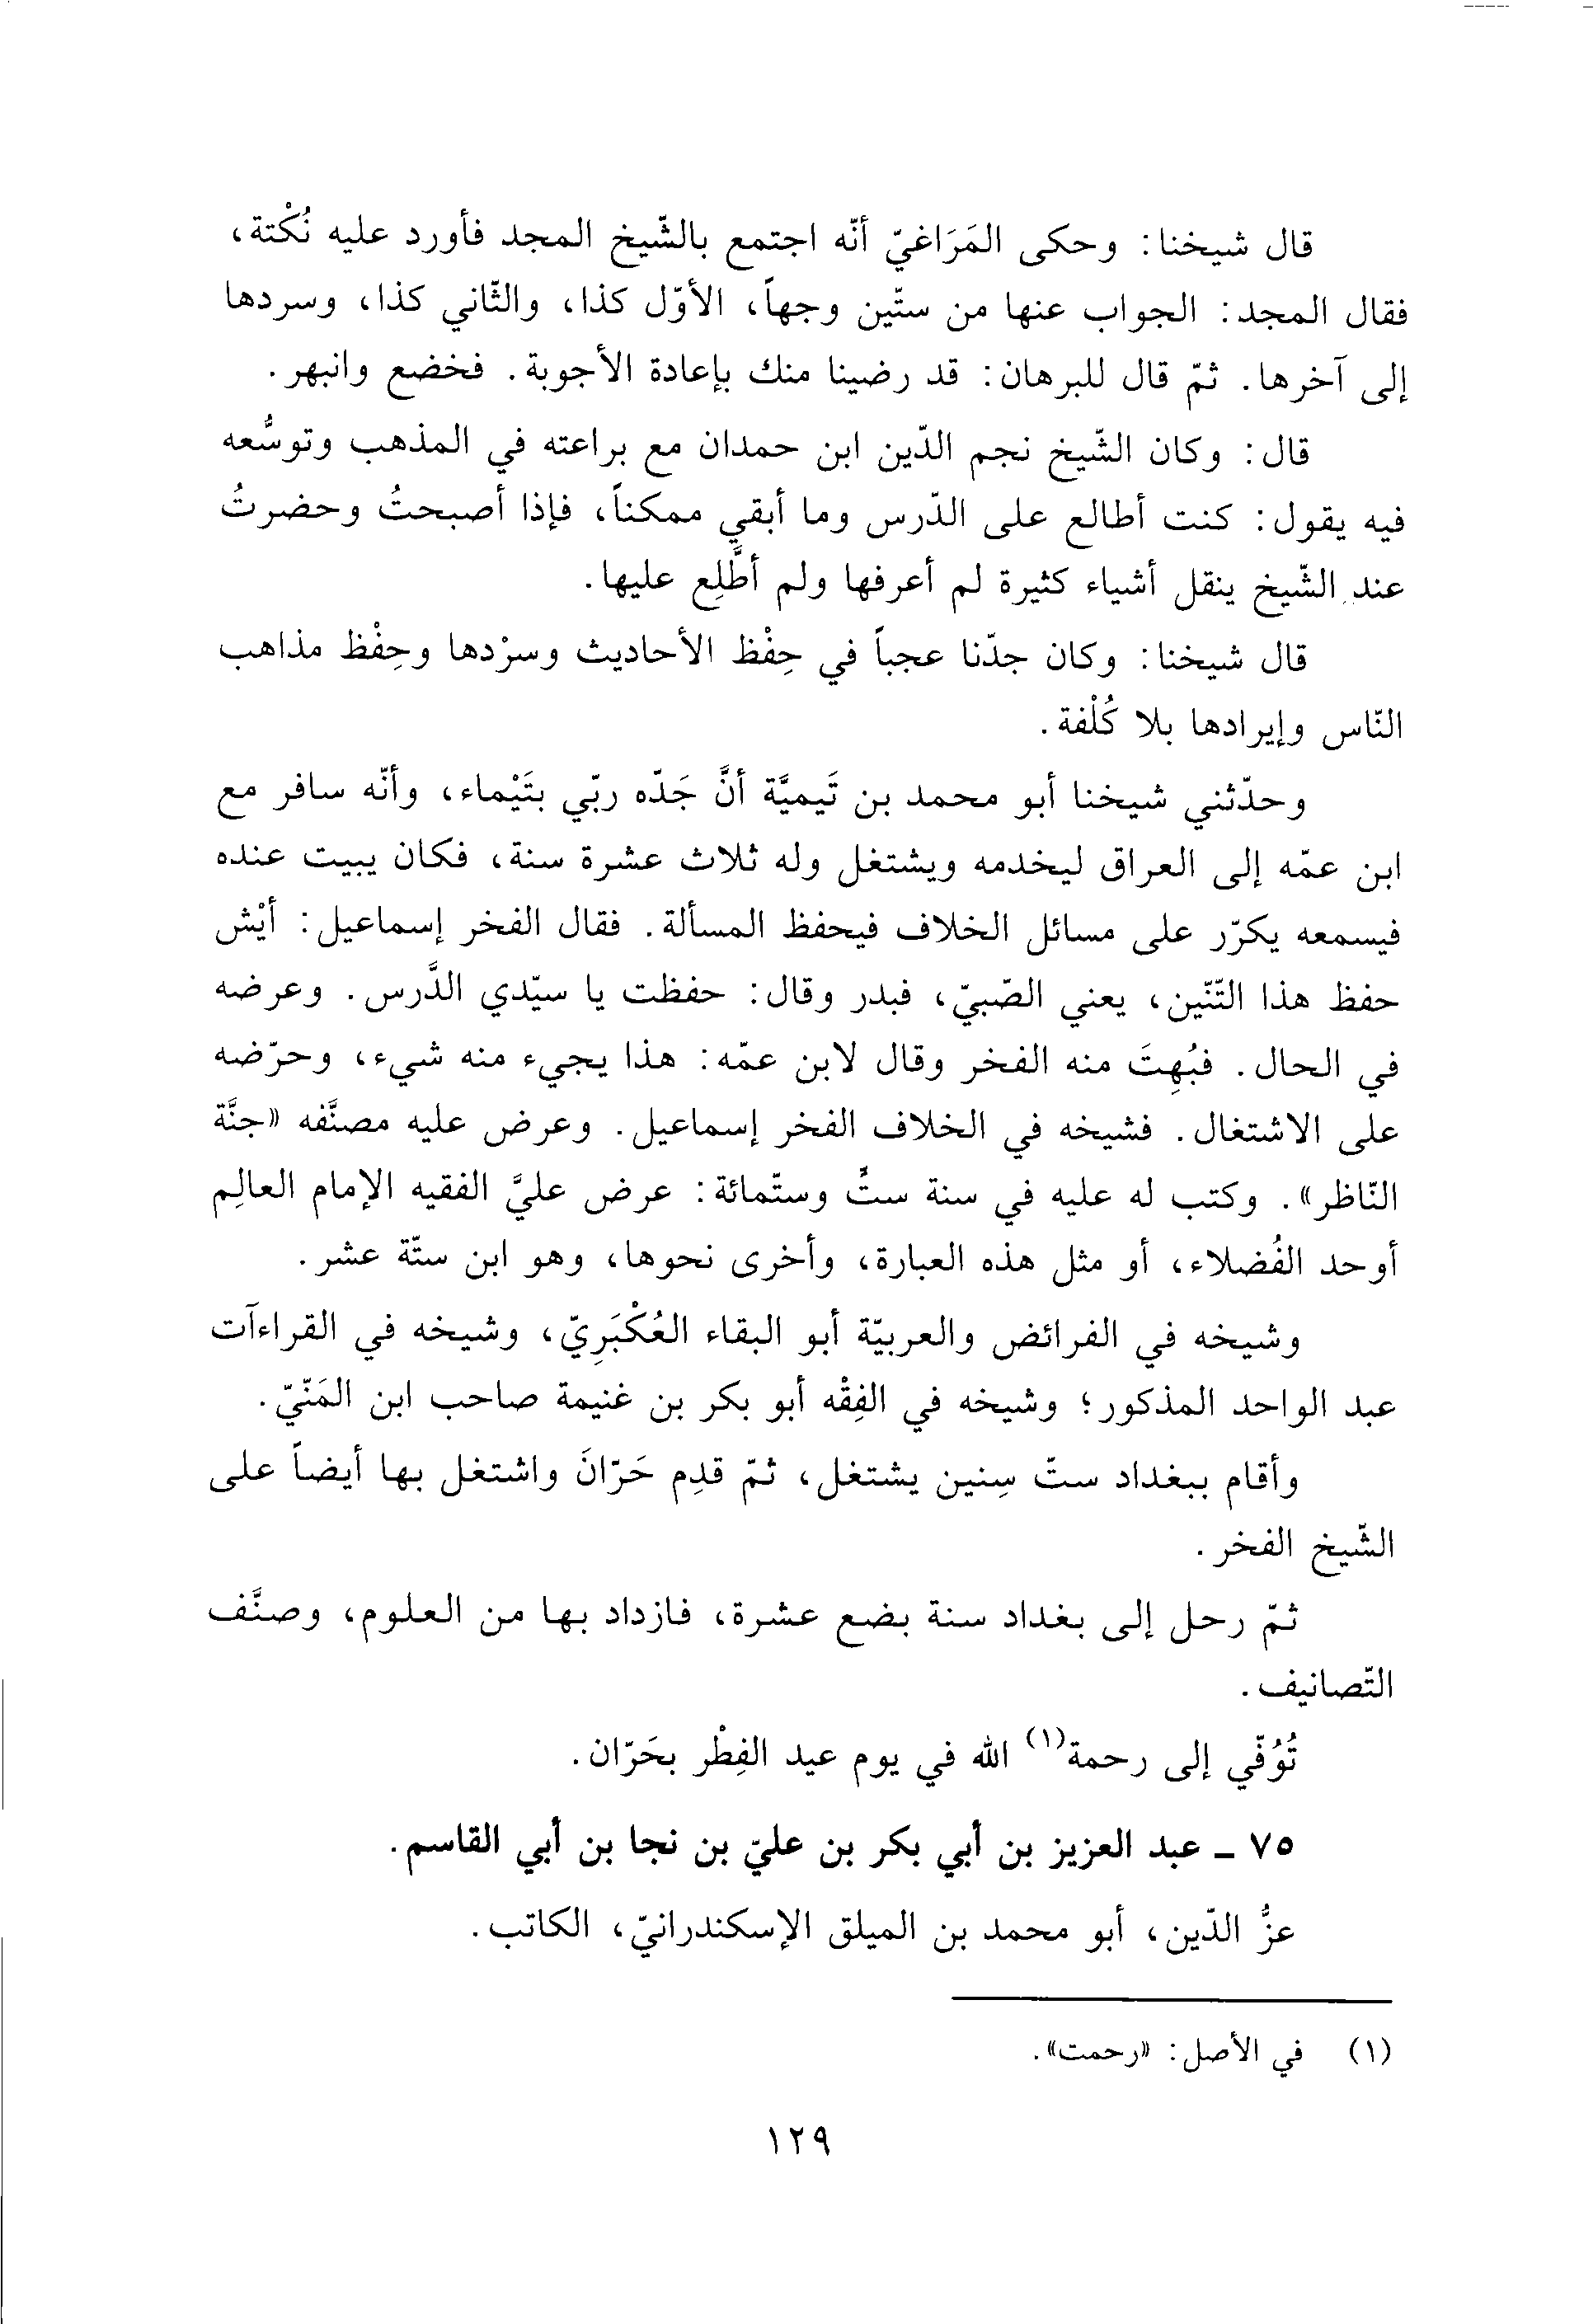 قال شيخنا: وحكى المَرَاغيّ أنّه اجتمع بالشّيخ المجد فأورد عليه نُكْتة،
فقال المجد: الجواب عنها من ستّين وجهاً، الأوّل كذا، والثّاني كذا، وسردها
إلى آخرها. ثمّ قال للبرهان: قد رضينا منك بإعادة الأجوبة. فخضع وانبهر.
قال: وكان الشّيخ نجم الدّين ابن حمدان مع براعته في المذهب وتوسُّعه
فيه يقول: كنت أطالع على الدّرس وما أبقي ممكناً، فإذا أصبحتُ وحضرتُ
عند الشّيخ ينقل أشياء كثيرة لم أعرفها ولم أطَّلِع عليها.
قال شيخنا: وكان جدّنا عجباً في حِفْظ الأحاديث وسرْدها وحِفْظ مذاهب
النّاس وإيرادها بلا كُلْفة.
وحدّثني شيخنا أبو محمد بن تَيميَّة أنَّ جَدّه ربّي بتَيْماء، وأنّه سافر مع
ابن عمّه إلى العراق ليخدمه ويشتغل وله ثلاث عشرة سنة، فكان يبيت عنده
فيسمعه يكرّر على مسائل الخلاف فيحفظ المسألة. فقال الفخر إسماعيل: أيْش
حفظ هذا التّنّين، يعني الصّبيّ، فبدر وقال: حفظت يا سيّدي الدَّرس. وعرضه
في الحال. فبُهِتَ منه الفخر وقال لابن عمّه: هذا يجيء منه شيء، وحرّضه
على الاشتغال. فشيخه في الخلاف الفخر إسماعيل. وعرض عليه مصنَّفه «جنَّة
النّاظر». وكتب له عليه في سنة ستٍّ وستّمائة: عرض عليَّ الفقيه الإمام العالِم
أوحد الفُضلاء، أو مثل هذه العبارة، وأخرى نحوها، وهو ابن ستّة عشر.
وشيخه في الفرائض والعربيّة أبو البقاء العُكْبَرِيّ، وشيخه في القراءآت
عبد الواحد المذكور؛ وشيخه في الفِقْه أبو بكر بن غنيمة صاحب ابن المَنّيّ.
وأقام ببغداد ستّ سِنين يشتغل، ثمّ قدِم حَرّانَ واشتغل بها أيضاً على
الشّيخ الفخر.
ثمّ رحل إلى بغداد سنة بضع عشرة، فازداد بها من العلوم، وصنَّف
التّصانيف.
تُوُفّي إلى رحمة(١) الله في يوم عيد الفِطْر بحَرّان.
٧٥ ـ عبد العزيز بن أبي بكر بن عليّ بن نجا بن أبي القاسم.
عزُّ الدّين، أبو محمد بن الميلق الإسكندرانيّ، الكاتب.
(١) في الأصل: «رحمت».
١٢٩